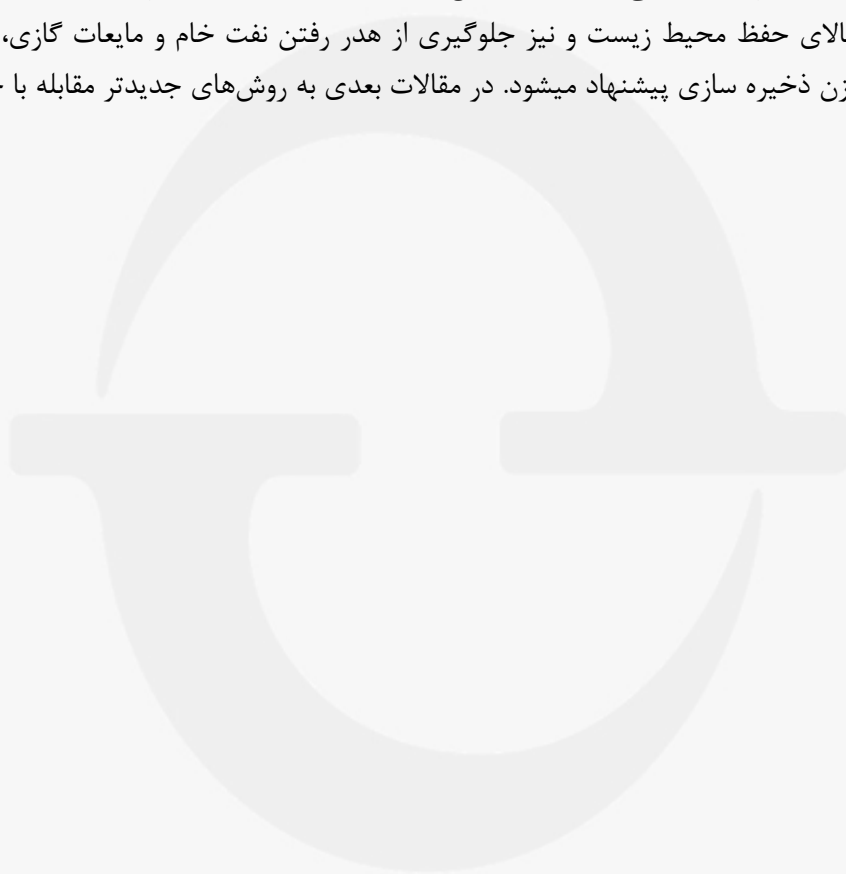 الای حفظ محیط زیست و نیز جلوگیری از هدر رفتن نفت خام و مایعات گازی،
زن ذخیره سازی پیشنهاد میشود. در مقالات بعدی به روش‌های جدیدتر مقابله با